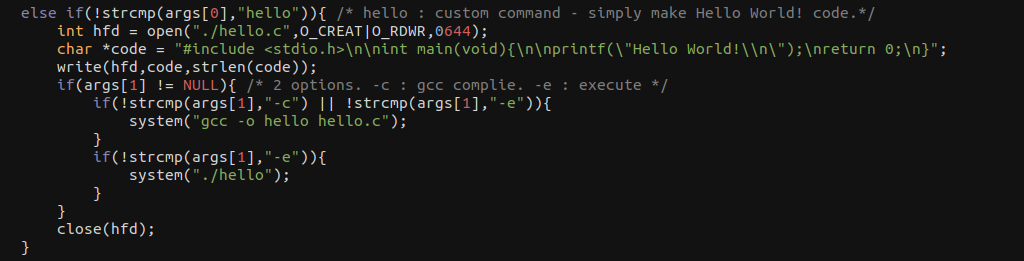 else if(!strcmp(args[0],"hello")){ /* hello : custom command - simply make Hello World! code.*/
int hfd = open("./hello.c",O_CREAT|O_RDWR,0644);
char *code = "#include <stdio.h>\n\nint main(void){\n\nprintf(\"Hello World!\\n\");\nreturn 0;\n}";
write(hfd,code,strlen(code));
if(args[1] != NULL){ /* 2 options. -c : gcc complie. -e : execute */
if(!strcmp(args[1],"-c") || !strcmp(args[1],"-e")){
system("gcc -o hello hello.c");
}
if(!strcmp(args[1],"-e")){
system("./hello");
}
}
close(hfd);
}